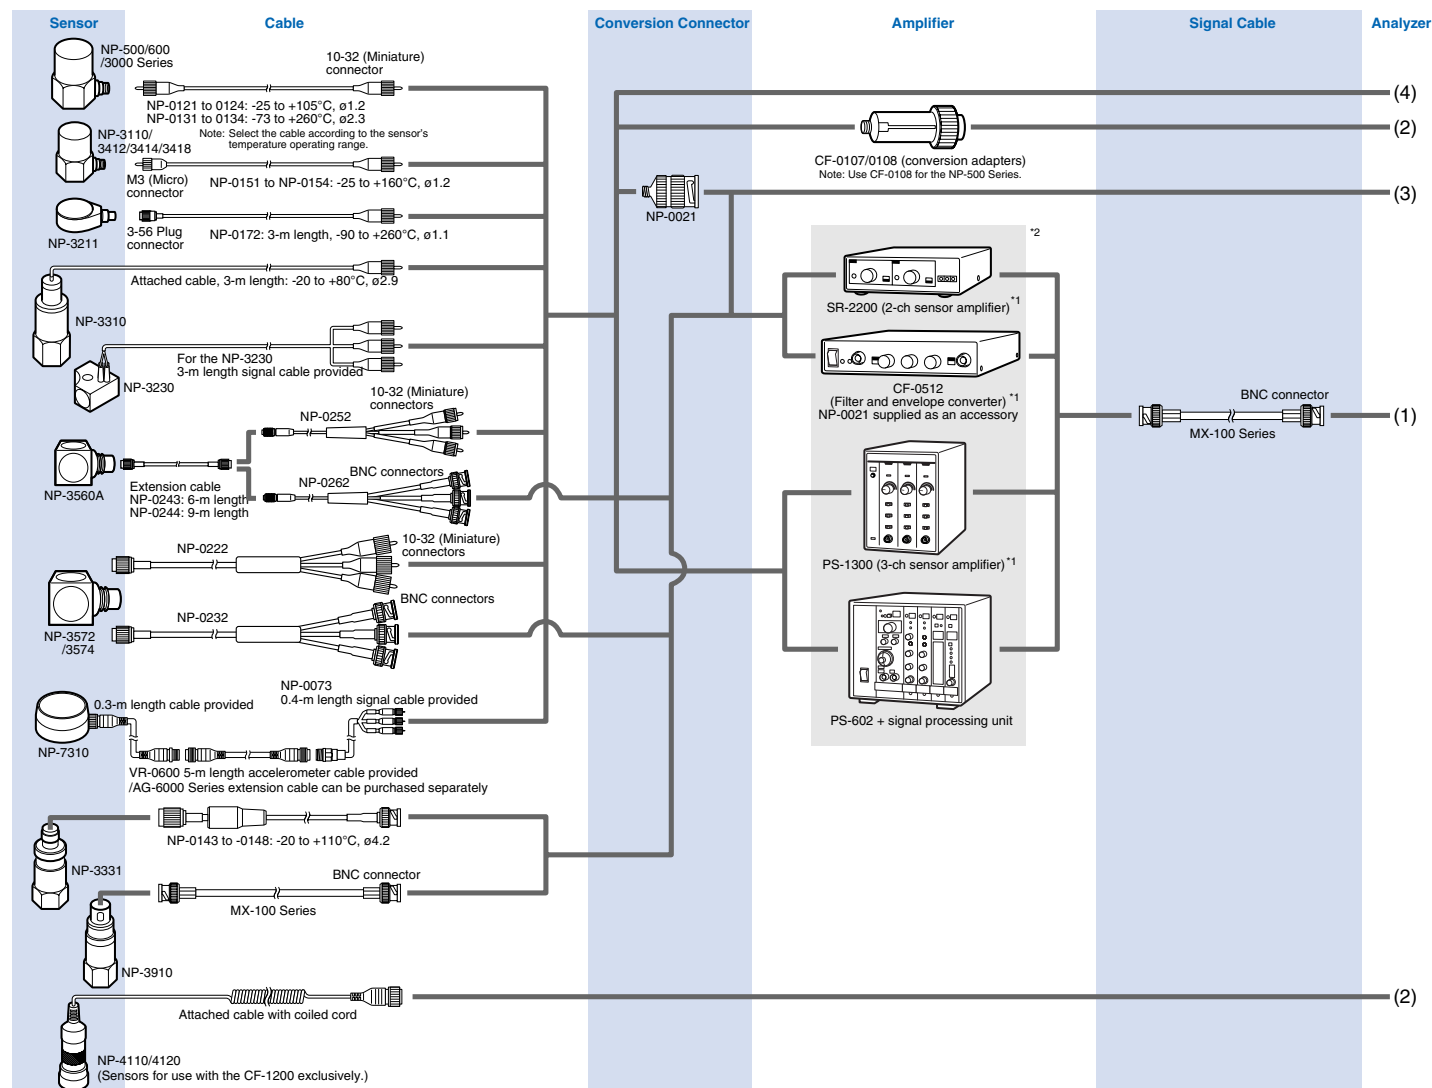 Sensor
Cable
Conversion Connector
Amplifier
Signal Cable
Analyzer
NP-500/600
/3000 Series
10-32 (Miniature)
connector
NP-0121 to 0124: -25 to +105°C, ø1.2
NP-0131 to 0134: -73 to +260°C, ø2.3
Note: Select the cable according to the sensor's
temperature operating range.
(4)
(2)
CF-0107/0108 (conversion adapters)
Note: Use CF-0108 for the NP-500 Series.
NP-3110/
3412/3414/3418
M3 (Micro)
connector
NP-0151 to NP-0154: -25 to +160°C, ø1.2
NP-0021
(3)
NP-3211
3-56 Plug
connector
NP-0172: 3-m length, -90 to +260°C, ø1.1
*2
Attached cable, 3-m length: -20 to +80°C, ø2.9
NP-3310
SR-2200 (2-ch sensor amplifier) *1
For the NP-3230
3-m length signal cable provided
NP-3230
CF-0512
(Filter and envelope converter) *1
NP-0021 supplied as an accessory
10-32 (Miniature)
connectors
NP-0252
BNC connector
MX-100 Series
(1)
NP-3560A
Extension cable
NP-0243: 6-m length
NP-0244: 9-m length
BNC connectors
NP-0262
PS-1300 (3-ch sensor amplifier) *1
NP-0222
10-32 (Miniature)
connectors
NP-0232
BNC connectors
NP-3572
/3574
PS-602 + signal processing unit
NP-0073
0.4-m length signal cable provided
0.3-m length cable provided
NP-7310
VR-0600 5-m length accelerometer cable provided
/AG-6000 Series extension cable can be purchased separately
NP-0143 to -0148: -20 to +110°C, ø4.2
NP-3331
BNC connector
MX-100 Series
NP-3910
(2)
Attached cable with coiled cord
NP-4110/4120
(Sensors for use with the CF-1200 exclusively.)